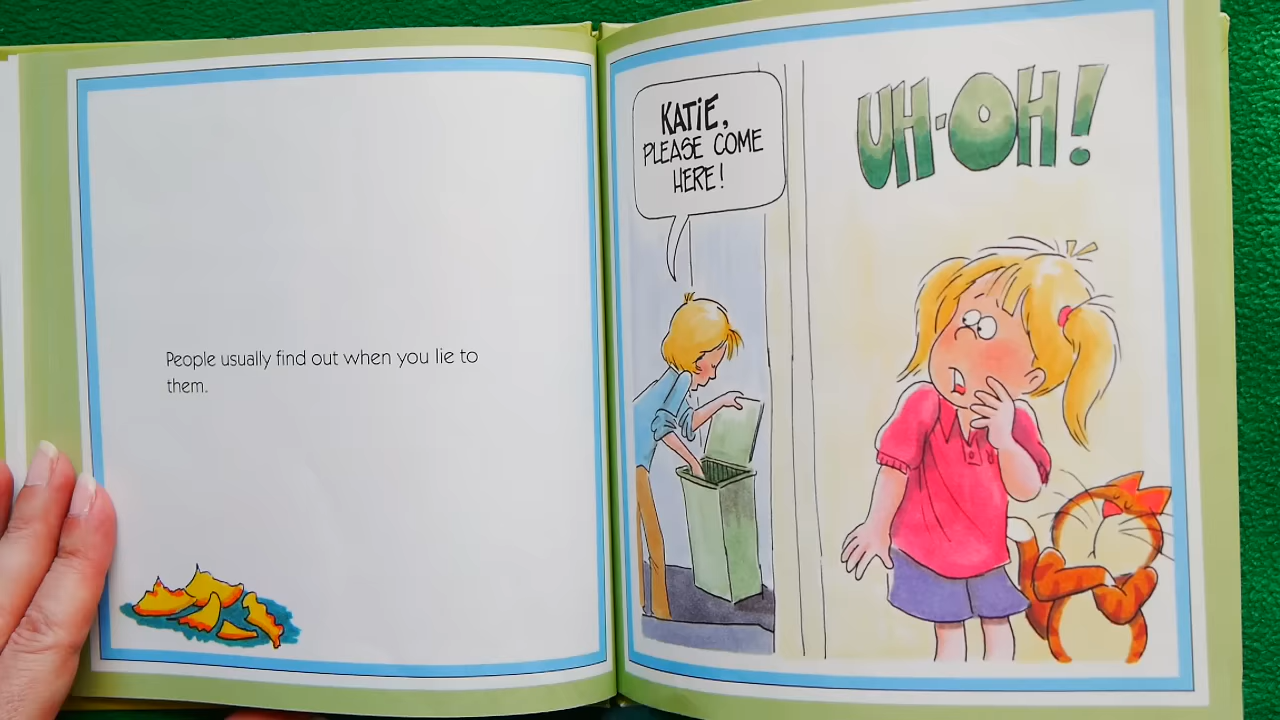 People usually find out when you lie to
them.
KATiE,
PLEASE COME
HERE!
UH-OH!